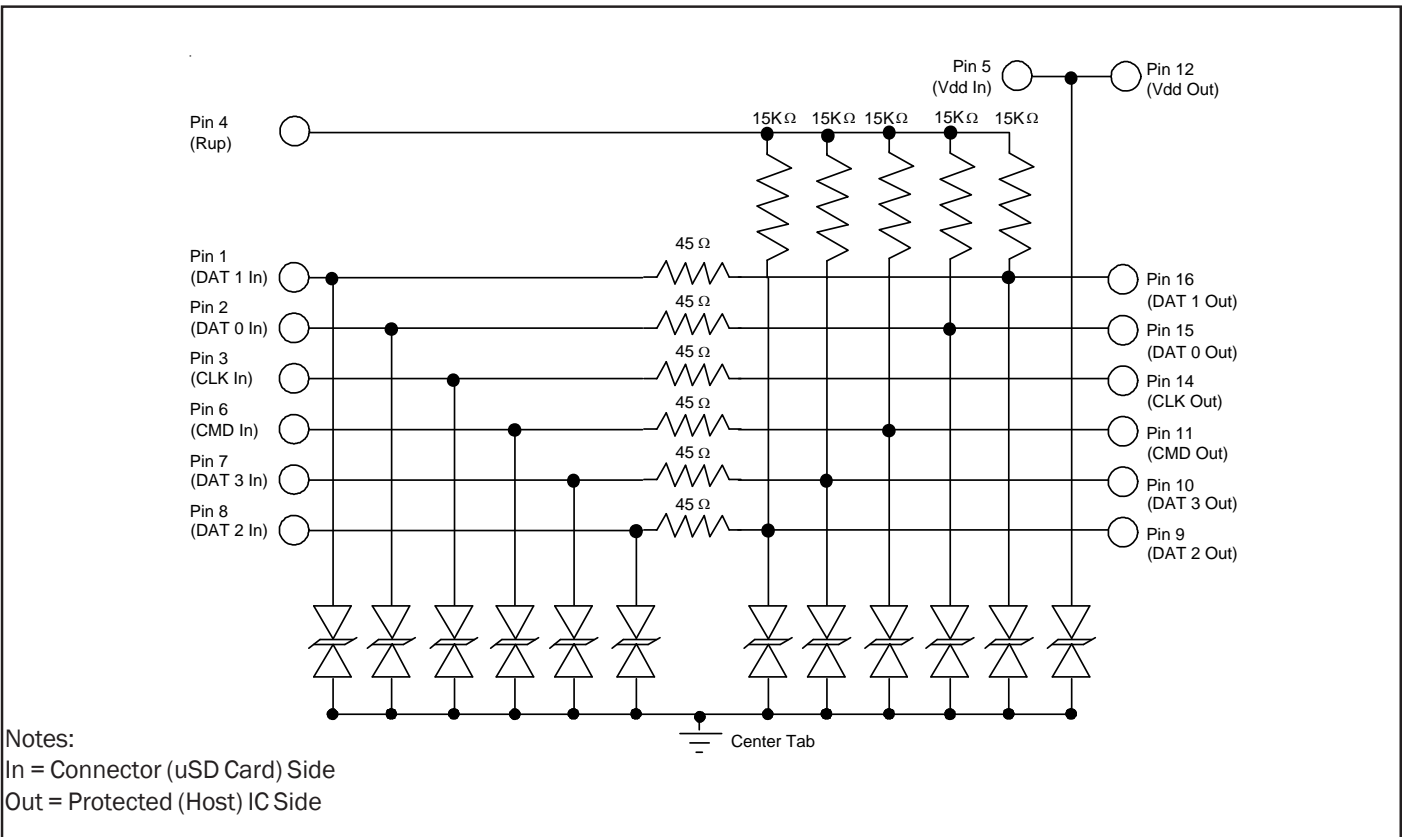 Pin 5
(Vdd In)
Pin 12
(Vdd Out)
Pin 4
(Rup)
15KΩ 15KΩ 15KΩ 15KΩ 15KΩ
Pin 1
(DAT 1 In)
45 Ω
Pin 16
(DAT 1 Out)
Pin 2
(DAT 0 In)
45 Ω
Pin 15
(DAT 0 Out)
Pin 3
(CLK In)
45 Ω
Pin 14
(CLK Out)
Pin 6
(CMD In)
45 Ω
Pin 11
(CMD Out)
Pin 7
(DAT 3 In)
45 Ω
Pin 10
(DAT 3 Out)
Pin 8
(DAT 2 In)
45 Ω
Pin 9
(DAT 2 Out)
Center Tab
Notes:
In = Connector (uSD Card) Side
Out = Protected (Host) IC Side